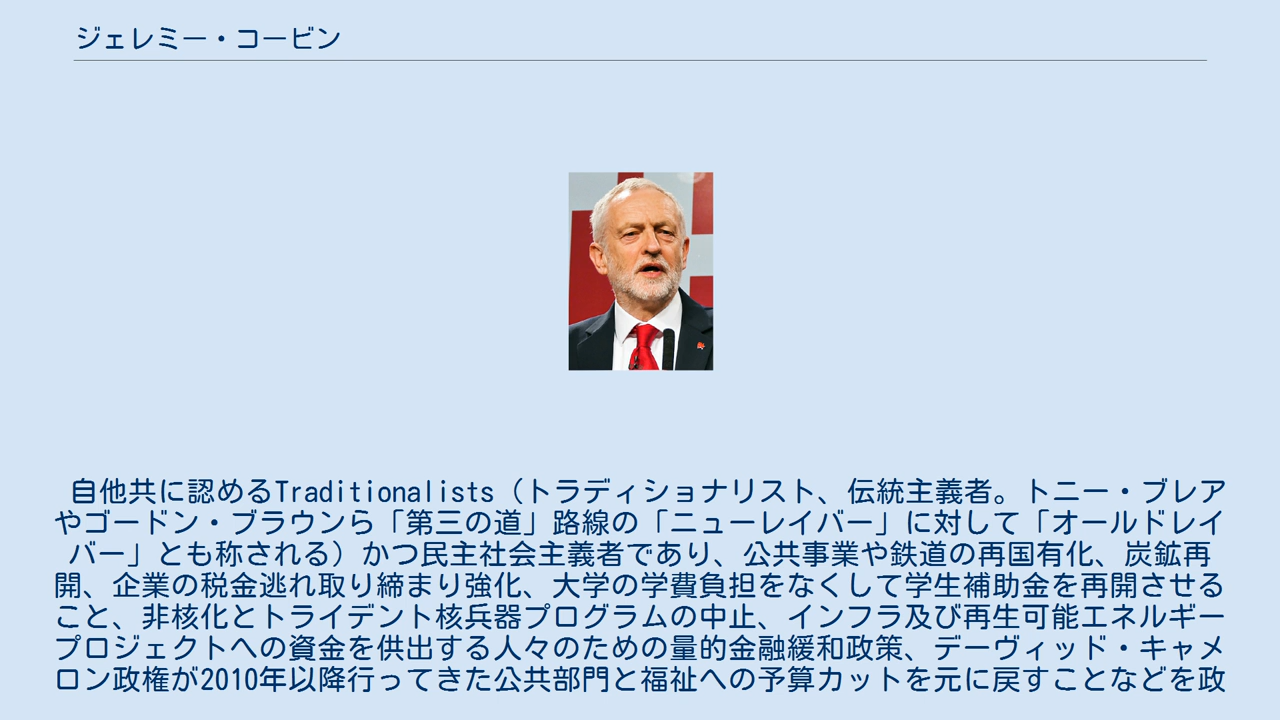 ジェレミー・コービン
自他共に認めるTraditionalists（トラディショナリスト、伝統主義者。トニー・ブレア
やゴードン・ブラウンら「第三の道」路線の「ニューレイバー」に対して「オールドレイ
バー」とも称される）かつ民主社会主義者であり、公共事業や鉄道の再国有化、炭鉱再
開、企業の税金逃れ取り締まり強化、大学の学費負担をなくして学生補助金を再開させる
こと、非核化とトライデント核兵器プログラムの中止、インフラ及び再生可能エネルギー
プロジェクトへの資金を供出する人々のための量的金融緩和政策、デーヴィッド・キャメ
ロン政権が2010年以降行ってきた公共部門と福祉への予算カットを元に戻すことなどを政